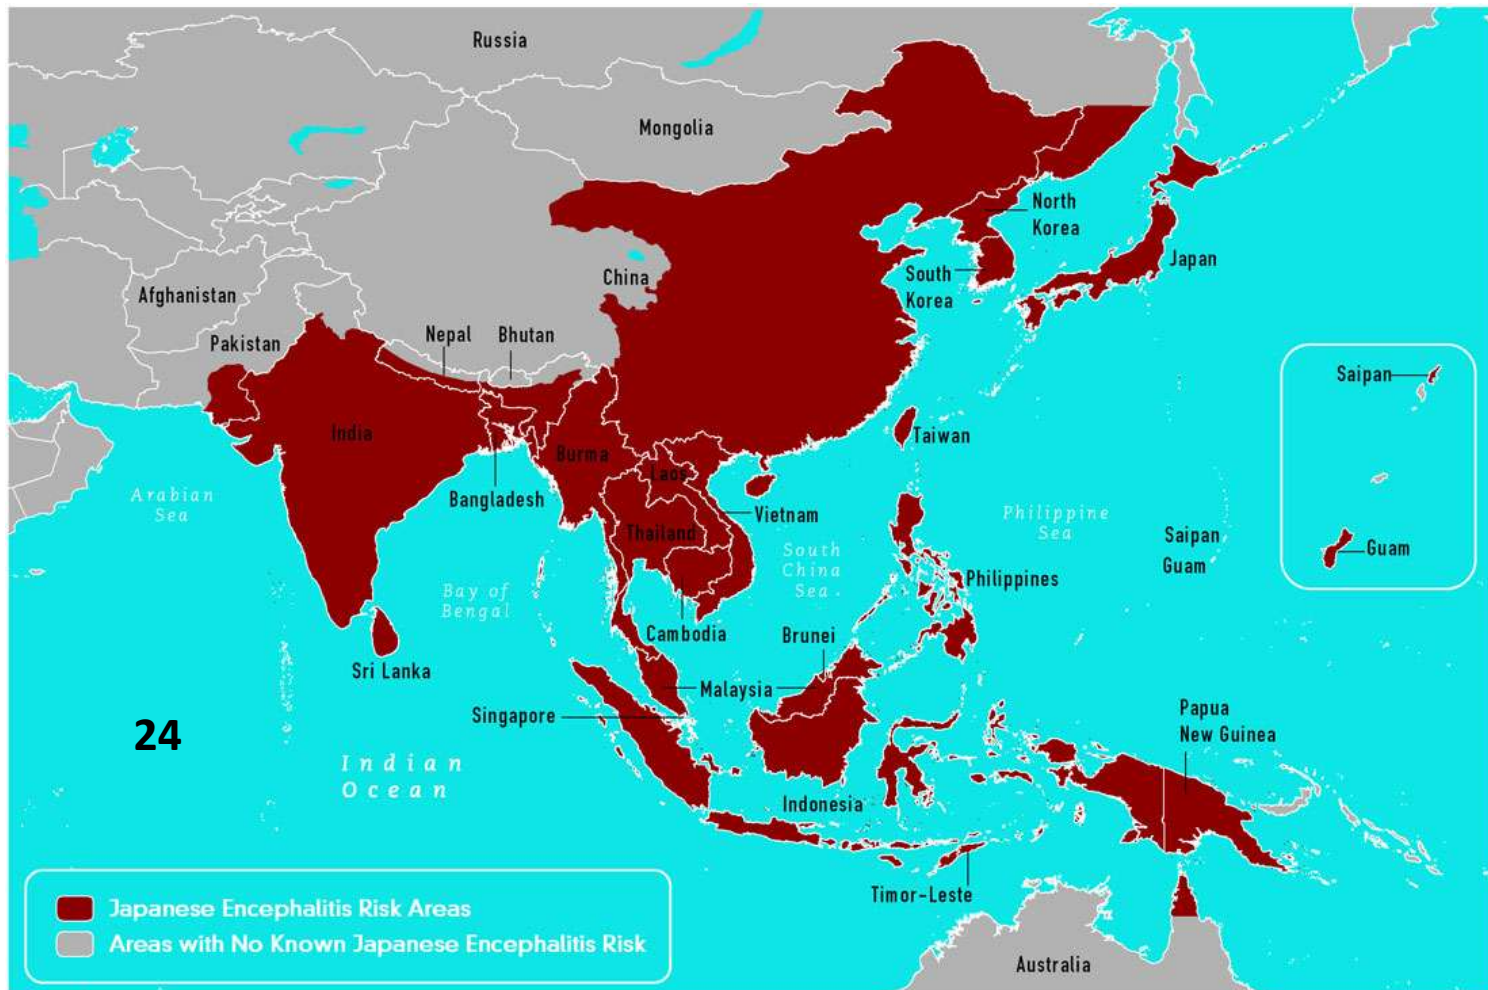 Russia
Mongolia
North
Korea
China
South
Korea
Japan
Afghanistan
Pakistan
Nepal
Bhutan
Saipan
India
Burma
Taiwan
Laos
Bangladesh
Arabian
Sea
Vietnam
Thailand
Philippine
Sea
Saipan
Guam
Guam
South
China
Sea
Philippines
Bay of
Bengal
Cambodia
Brunei
Sri Lanka
Malaysia
Singapore
Papua
New Guinea
24
Indian
Ocean
Indonesia
Timor-Leste
Japanese Encephalitis Risk Areas
Areas with No Known Japanese Encephalitis Risk
Australia